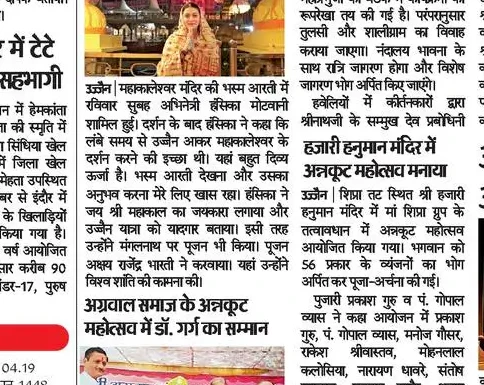 र में टेटे
सहभागी
न में हेमकांता
ता की स्मृति में
सिंधिया खेल
में जिला खेल
मेहता उपस्थित
बर से इंदौर में
के खिलाड़ियों
किया गया है।
वर्ष आयोजित
सार करीब 90
अंडर-17, पुरुष
04.19
1448
उज्जैन | महाकालेश्वर मंदिर की भस्म आरती में
रविवार सुबह अभिनेत्री हंसिका मोटवानी
शामिल हुईं। दर्शन के बाद हंसिका ने कहा कि
लंबे समय से उज्जैन आकर महाकालेश्वर के
दर्शन करने की इच्छा थी। यहां बहुत दिव्य
ऊर्जा है। भस्म आरती देखना और उसका
अनुभव करना मेरे लिए खास रहा। हंसिका ने
जय श्री महाकाल का जयकारा लगाया और
उज्जैन यात्रा को यादगार बताया। इसी तरह
उन्होंने मंगलनाथ पर पूजन भी किया। पूजन
अक्षय राजेंद्र भारती ने करवाया। यहां उन्होंने
विश्व शांति की कामना की।
अग्रवाल समाज के अन्नकूट
महोत्सव में डॉ. गर्ग का सम्मान
रूपरेखा तय की गई है। परंपरानुसार
तुलसी और शालीग्राम का विवाह
कराया जाएगा। नंदालय भावना के
साथ रात्रि जागरण होगा और विशेष
जागरण भोग अर्पित किए जाएंगे।
हवेलियों में कीर्तनकारों द्वारा
श्रीनाथजी के सम्मुख देव प्रबोधिनी
हजारी हनुमान मंदिर में
अन्नकूट महोत्सव मनाया
उज्जैन | शिप्रा तट स्थित श्री हजारी
हनुमान मंदिर में मां शिप्रा ग्रुप के
तत्वावधान में अन्नकूट महोत्सव
आयोजित किया गया। भगवान को
56 प्रकार के व्यंजनों का भोग
अर्पित कर पूजा-अर्चना की गई।
पुजारी प्रकाश गुरु व पं. गोपाल
व्यास ने कहा आयोजन में प्रकाश
गुरु, पं. गोपाल व्यास, मनोज गौसर,
राकेश श्रीवास्तव, मोहनलाल
कलोसिया, नारायण धावरे, संतोष